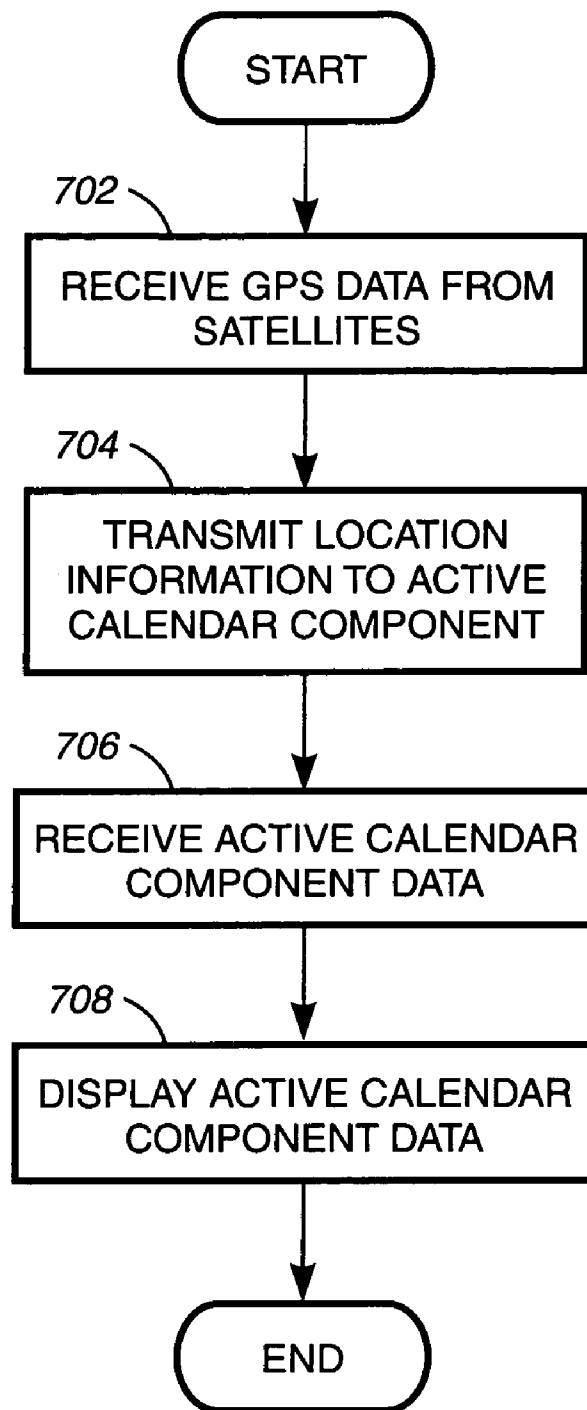 START
702
RECEIVE GPS DATA FROM
SATELLITES
704
TRANSMIT LOCATION
INFORMATION TO ACTIVE
CALENDAR COMPONENT
706
RECEIVE ACTIVE CALENDAR
COMPONENT DATA
708
DISPLAY ACTIVE CALENDAR
COMPONENT DATA
END